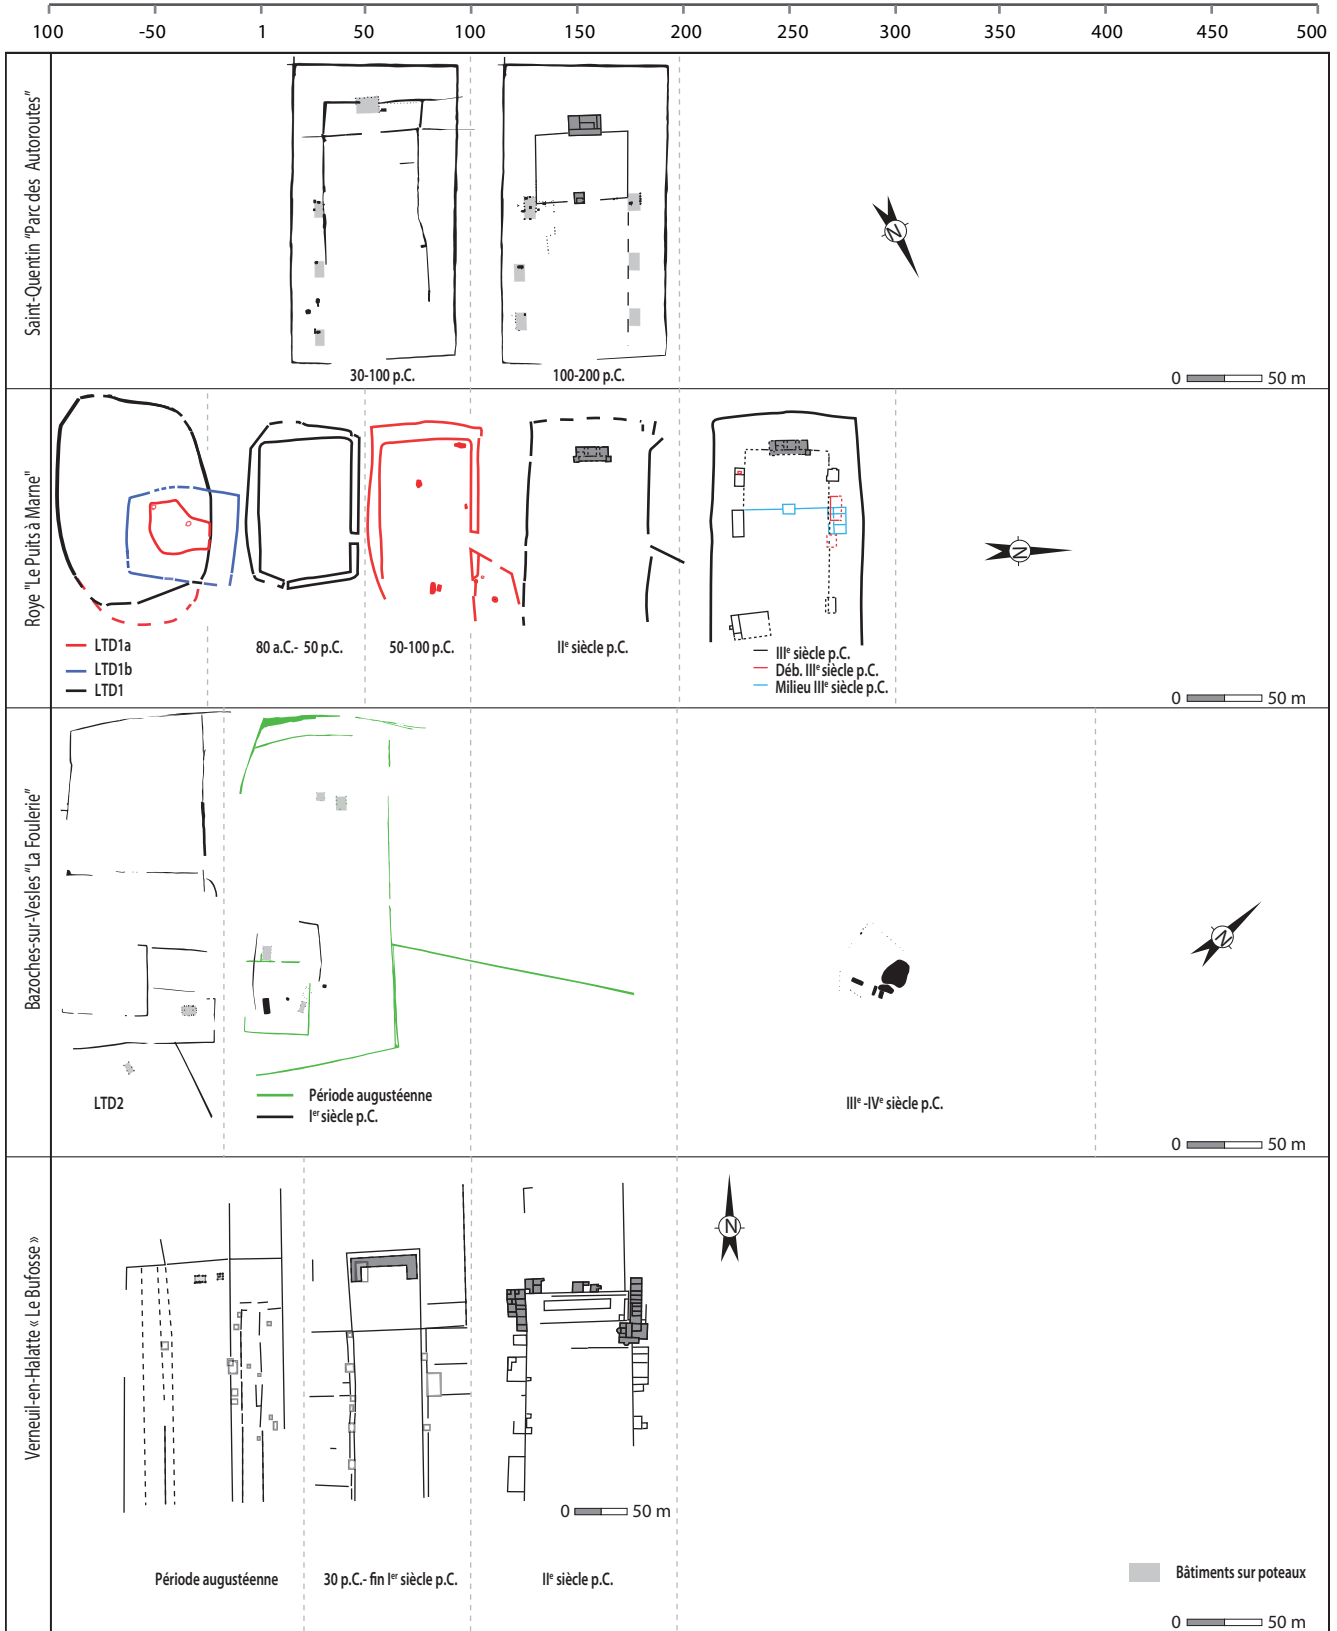 100 -50 1 50 100 150 200 250 300 350 400 450 500
Saint-Quentin "Parc des Autoroutes"
N
30-100 p.C.
100-200 p.C.
0 50 m
Roye "Le Puits à Marne"
N
LTD1a
LTD1b
LTD1
80 a.C.- 50 p.C.
50-100 p.C.
IIe siècle p.C.
IIIe siècle p.C.
Déb. IIIe siècle p.C.
Milieu IIIe siècle p.C.
0 50 m
Bazoches-sur-Vesles "La Foulerie"
N
LTD2
Période augustéenne
Ier siècle p.C.
IIIe -IVe siècle p.C.
0 50 m
Verneuil-en-Halatte « Le Bufosse »
N
0 50 m
Période augustéenne
30 p.C.- fin Ier siècle p.C.
IIe siècle p.C.
Bâtiments sur poteaux
0 50 m